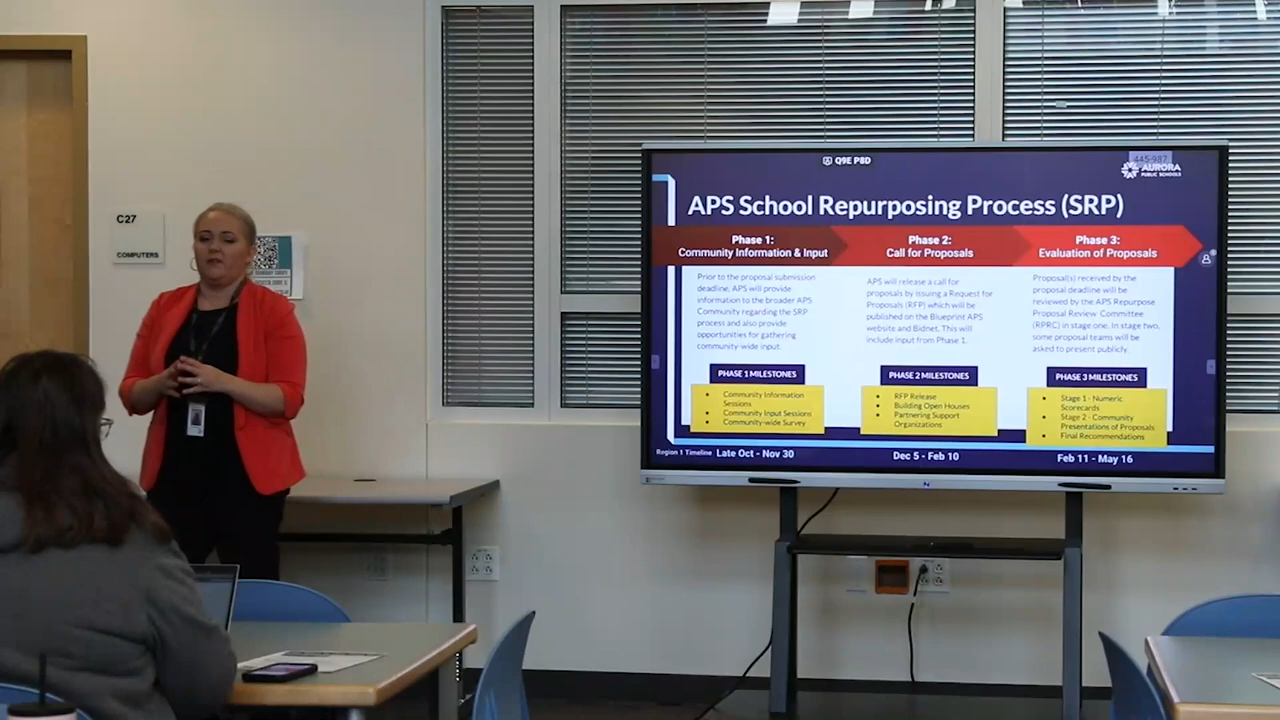 C27
COMPUTERS
Q9E P8D
445-987
AURORA
PUBLIC SCHOOLS
APS School Repurposing Process (SRP)
Phase 1:
Community Information & Input
Phase 2:
Call for Proposals
Phase 3:
Evaluation of Proposals
Prior to the proposal submission
deadline, APS will provide
information to the broader APS
Community regarding the SRP
process and also provide
opportunities for gathering
community-wide input.
APS will release a call for
proposals by issuing a Request for
Proposals (RFP) which will be
published on the Blueprint APS
website and Bidnet. This will
include input from Phase 1.
Proposal(s) received by the
proposal deadline will be
reviewed by the APS Repurpose
Proposal Review Committee
(RPRC) in stage one. In stage two,
some proposal teams will be
asked to present publicly.
PHASE 1 MILESTONES
• Community Information
Sessions
• Community Input Sessions
• Community-wide Survey
PHASE 2 MILESTONES
• RFP Release
• Building Open Houses
• Partnering Support
Organizations
PHASE 3 MILESTONES
• Stage 1 - Numeric
Scorecards
• Stage 2 - Community
Presentations of Proposals
• Final Recommendations
Region 1 Timeline
Late Oct - Nov 30
Dec 5 - Feb 10
Feb 11 - May 16